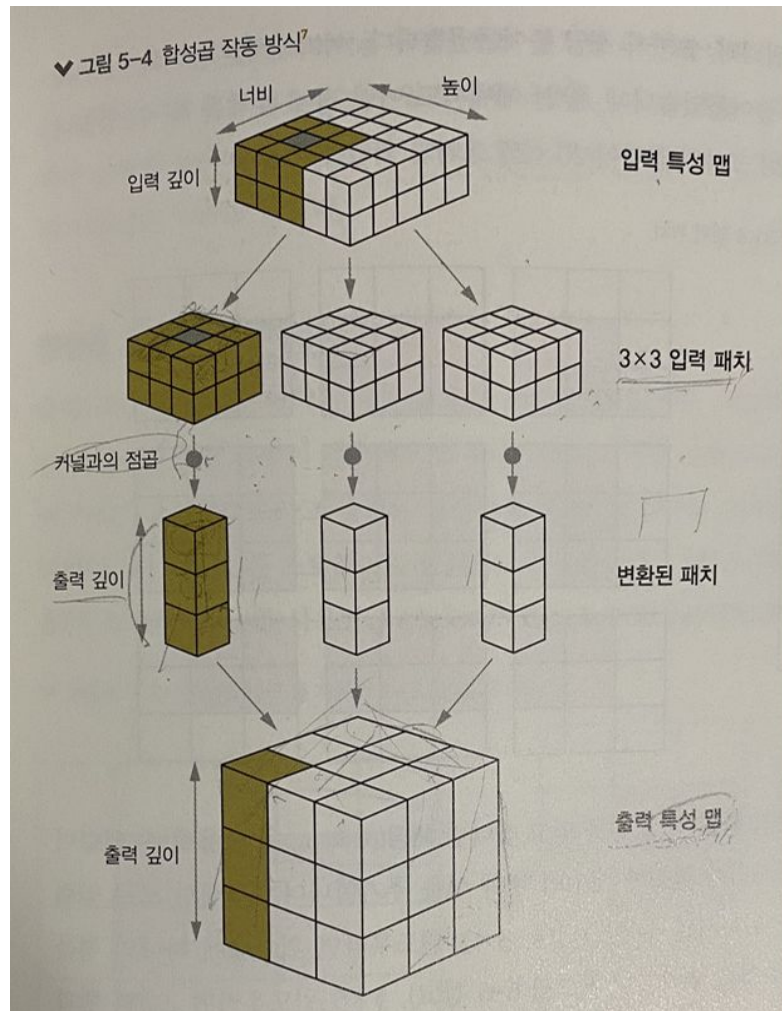 그림 5-4 합성곱 작동 방식⁷
너비
높이
입력 깊이
입력 특성 맵
3×3 입력 패치
커널과의 점곱
출력 깊이
변환된 패치
출력 깊이
출력 특성 맵